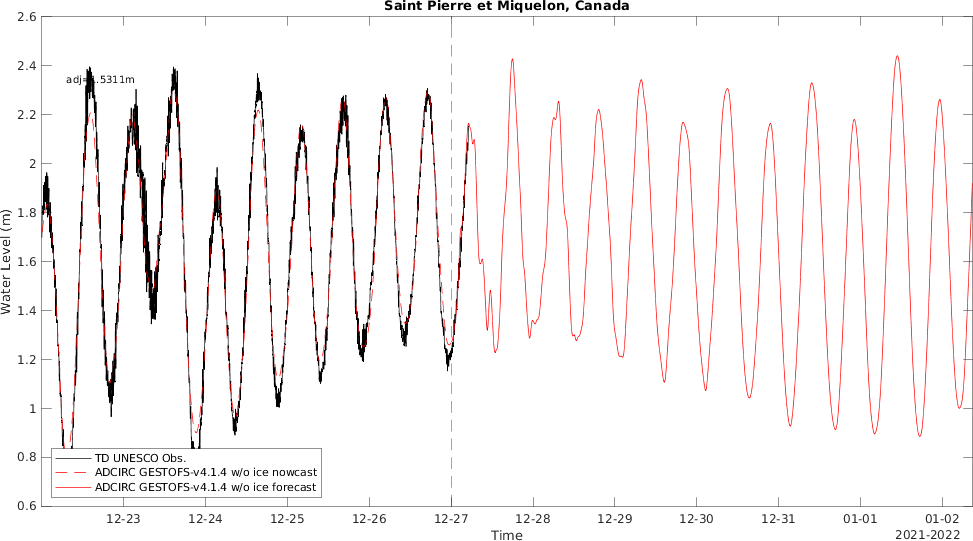 Saint Pierre et Miquelon, Canada
2.6
2.4
2.2
2
1.8
1.6
1.4
1.2
1
0.8
0.6
Water Level (m)
TD UNESCO Obs.
ADCIRC GESTOFS-v4.1.4 w/o ice nowcast
ADCIRC GESTOFS-v4.1.4 w/o ice forecast
12-23 12-24 12-25 12-26 12-27 12-28 12-29 12-30 12-31 01-01 01-02
Time
2021-2022